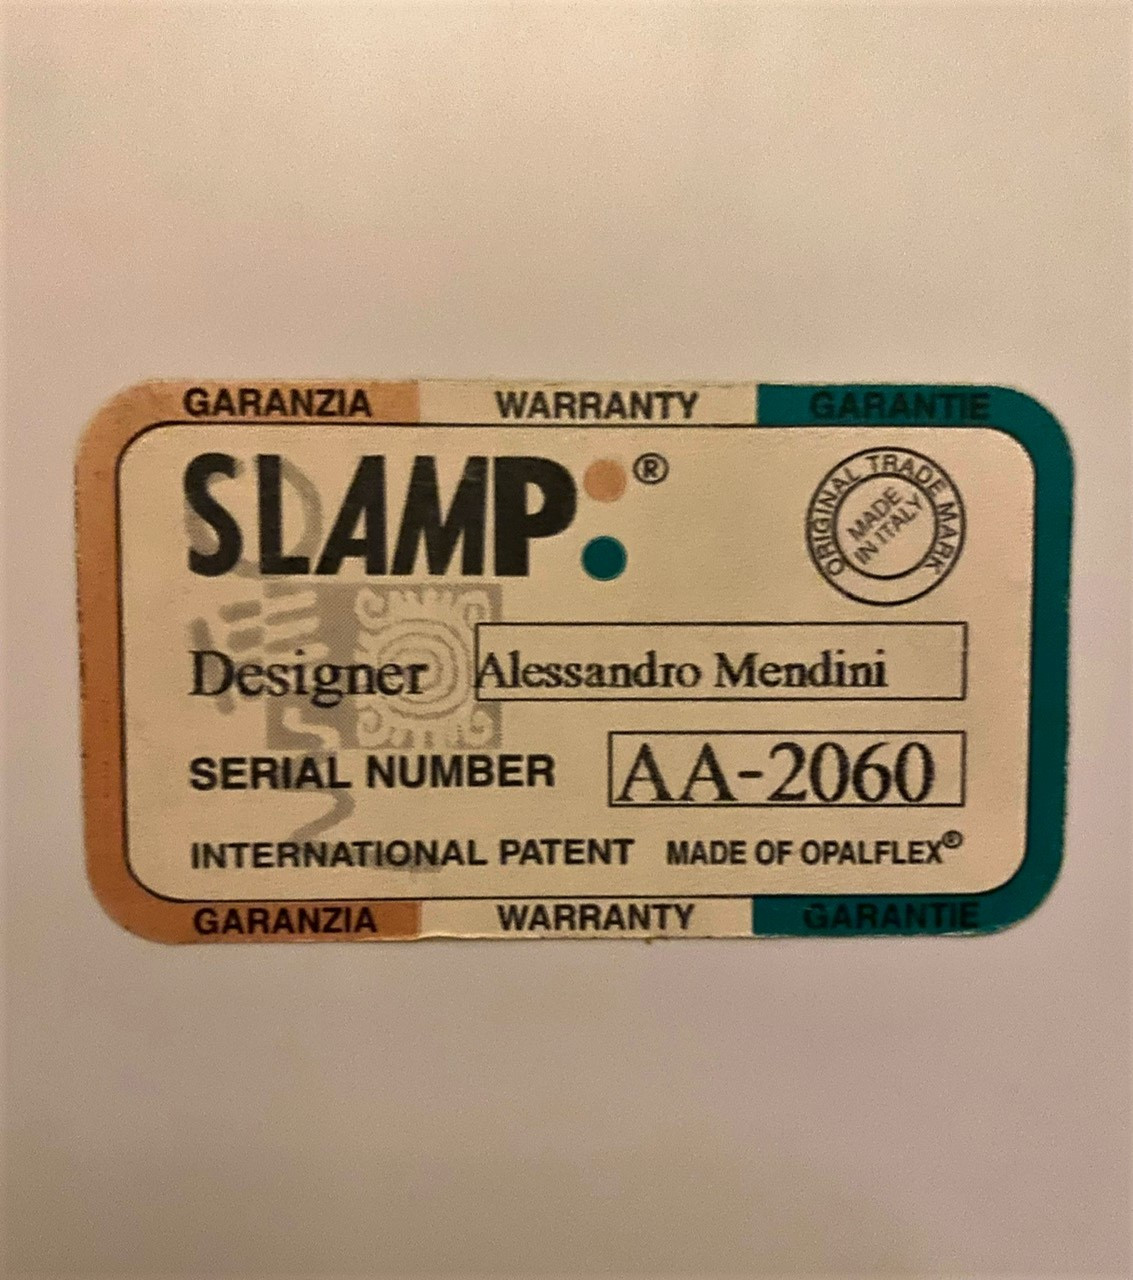 GARANZIA WARRANTY GARANTIE
SLAMP ®
ORIGINAL TRADE MARK
MADE
IN ITALY
Designer Alessandro Mendini
SERIAL NUMBER AA-2060
INTERNATIONAL PATENT MADE OF OPALFLEX®
GARANZIA WARRANTY GARANTIE